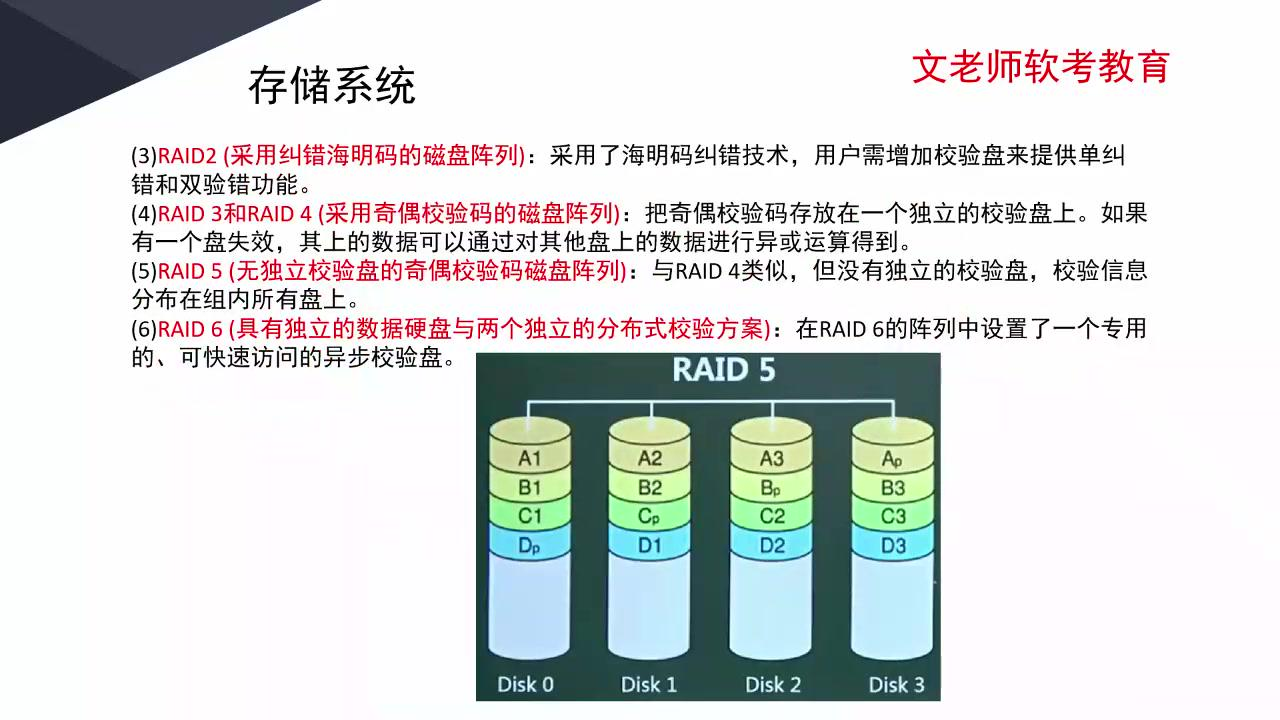 存储系统
文老师软考教育
(3)RAID2 (采用纠错海明码的磁盘阵列)：采用了海明码纠错技术，用户需增加校验盘来提供单纠
错和双验错功能。
(4)RAID 3和RAID 4 (采用奇偶校验码的磁盘阵列)：把奇偶校验码存放在一个独立的校验盘上。如果
有一个盘失效，其上的数据可以通过对其他盘上的数据进行异或运算得到。
(5)RAID 5 (无独立校验盘的奇偶校验码磁盘阵列)：与RAID 4类似，但没有独立的校验盘，校验信息
分布在组内所有盘上。
(6)RAID 6 (具有独立的数据硬盘与两个独立的分布式校验方案)：在RAID 6的阵列中设置了一个专用
的、可快速访问的异步校验盘。
RAID 5
A1 A2 A3 Ap
B1 B2 Bp B3
C1 Cp C2 C3
Dp D1 D2 D3
Disk 0 Disk 1 Disk 2 Disk 3